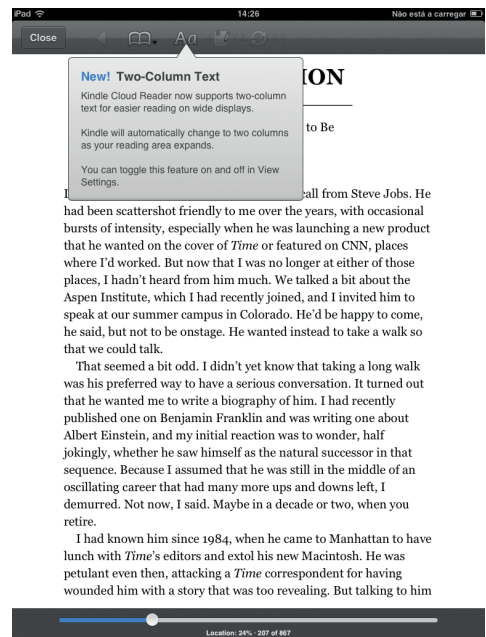 iPad 14:26 Não está a carregar
Close Aa
New! Two-Column Text
Kindle Cloud Reader now supports two-column
text for easier reading on wide displays.
Kindle will automatically change to two columns
as your reading area expands.
You can toggle this feature on and off in View
Settings.
ION
to Be
I call from Steve Jobs. He
had been scattershot friendly to me over the years, with occasional
bursts of intensity, especially when he was launching a new product
that he wanted on the cover of Time or featured on CNN, places
where I’d worked. But now that I was no longer at either of those
places, I hadn’t heard from him much. We talked a bit about the
Aspen Institute, which I had recently joined, and I invited him to
speak at our summer campus in Colorado. He’d be happy to come,
he said, but not to be onstage. He wanted instead to take a walk so
that we could talk.
That seemed a bit odd. I didn’t yet know that taking a long walk
was his preferred way to have a serious conversation. It turned out
that he wanted me to write a biography of him. I had recently
published one on Benjamin Franklin and was writing one about
Albert Einstein, and my initial reaction was to wonder, half
jokingly, whether he saw himself as the natural successor in that
sequence. Because I assumed that he was still in the middle of an
oscillating career that had many more ups and downs left, I
demurred. Not now, I said. Maybe in a decade or two, when you
retire.
I had known him since 1984, when he came to Manhattan to have
lunch with Time’s editors and extol his new Macintosh. He was
petulant even then, attacking a Time correspondent for having
wounded him with a story that was too revealing. But talking to him
Location: 24% · 207 of 867